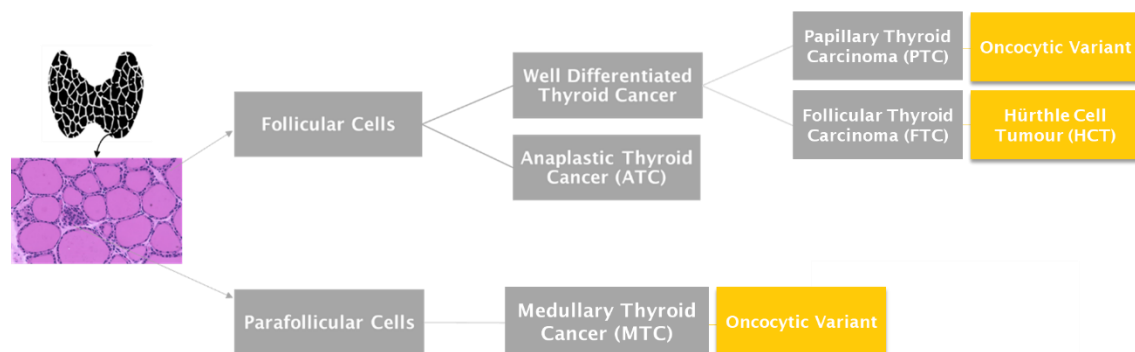 Papillary Thyroid
Carcinoma (PTC)
Oncocytic Variant
Well Differentiated
Thyroid Cancer
Follicular Cells
Follicular Thyroid
Carcinoma (FTC)
Hürthle Cell
Tumour (HCT)
Anaplastic Thyroid
Cancer (ATC)
Parafollicular Cells
Medullary Thyroid
Cancer (MTC)
Oncocytic Variant